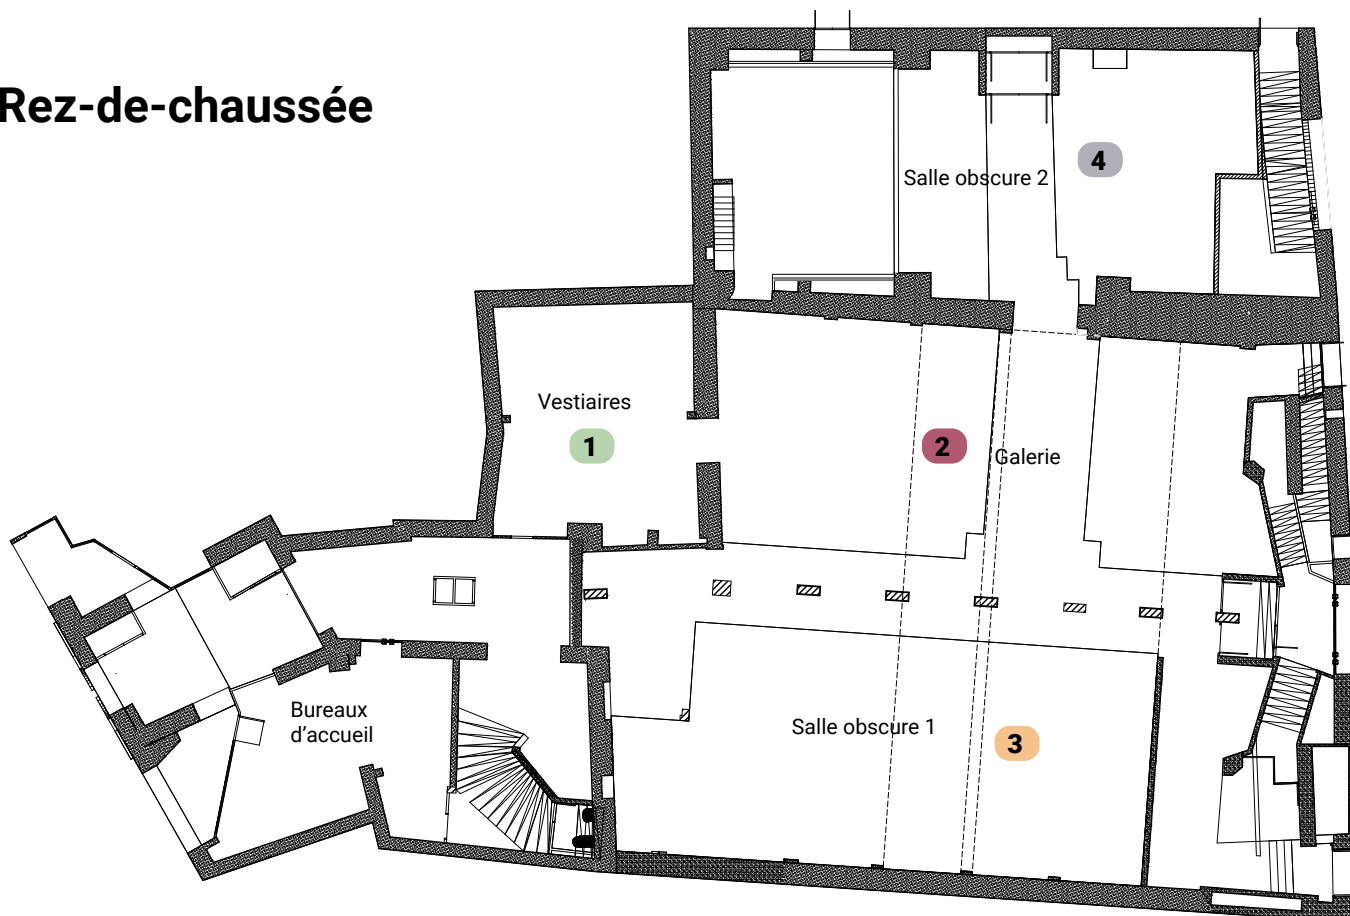 Rez-de-chaussée
4
Salle obscure 2
Vestiaires
1
2
Galerie
Bureaux
d'accueil
Salle obscure 1
3